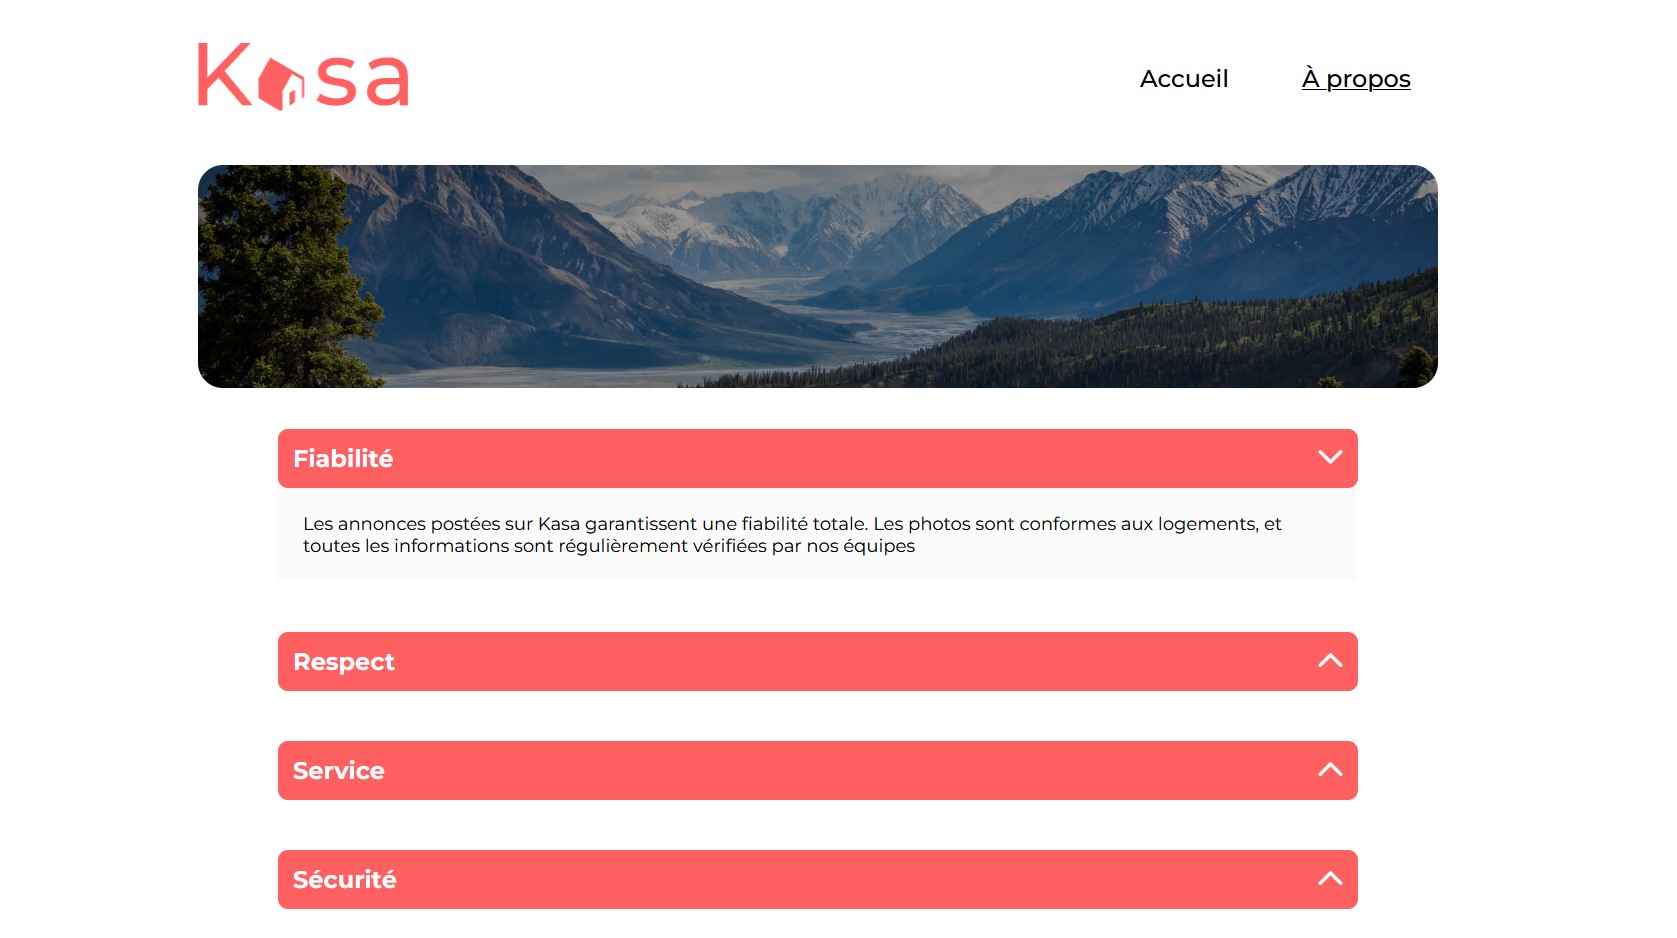 Kasa
Accueil
À propos
Fiabilité
Les annonces postées sur Kasa garantissent une fiabilité totale. Les photos sont conformes aux logements, et
toutes les informations sont régulièrement vérifiées par nos équipes
Respect
Service
Sécurité